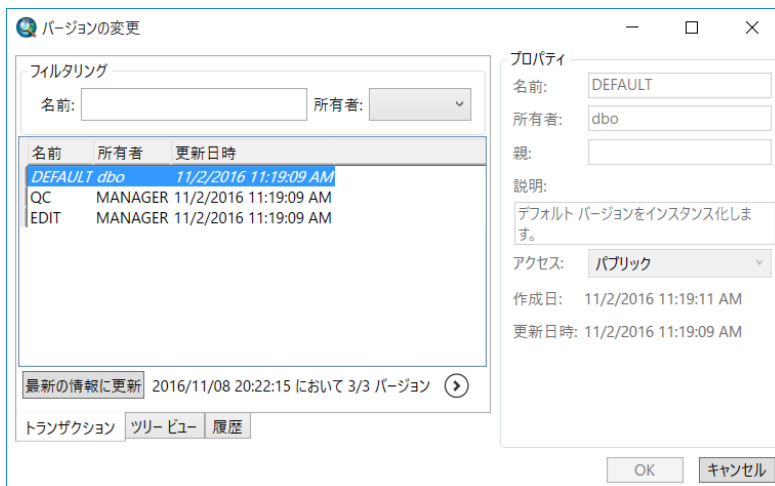 バージョンの変更
フィルタリング
名前:
所有者:
名前 所有者 更新日時
DEFAULT dbo 11/2/2016 11:19:09 AM
QC MANAGER 11/2/2016 11:19:09 AM
EDIT MANAGER 11/2/2016 11:19:09 AM
最新の情報に更新 2016/11/08 20:22:15 において 3/3 バージョン
トランザクション ツリー ビュー 履歴
プロパティ
名前: DEFAULT
所有者: dbo
親:
説明:
デフォルト バージョンをインスタンス化しま
す。
アクセス: パブリック
作成日: 11/2/2016 11:19:11 AM
更新日時: 11/2/2016 11:19:09 AM
OK キャンセル